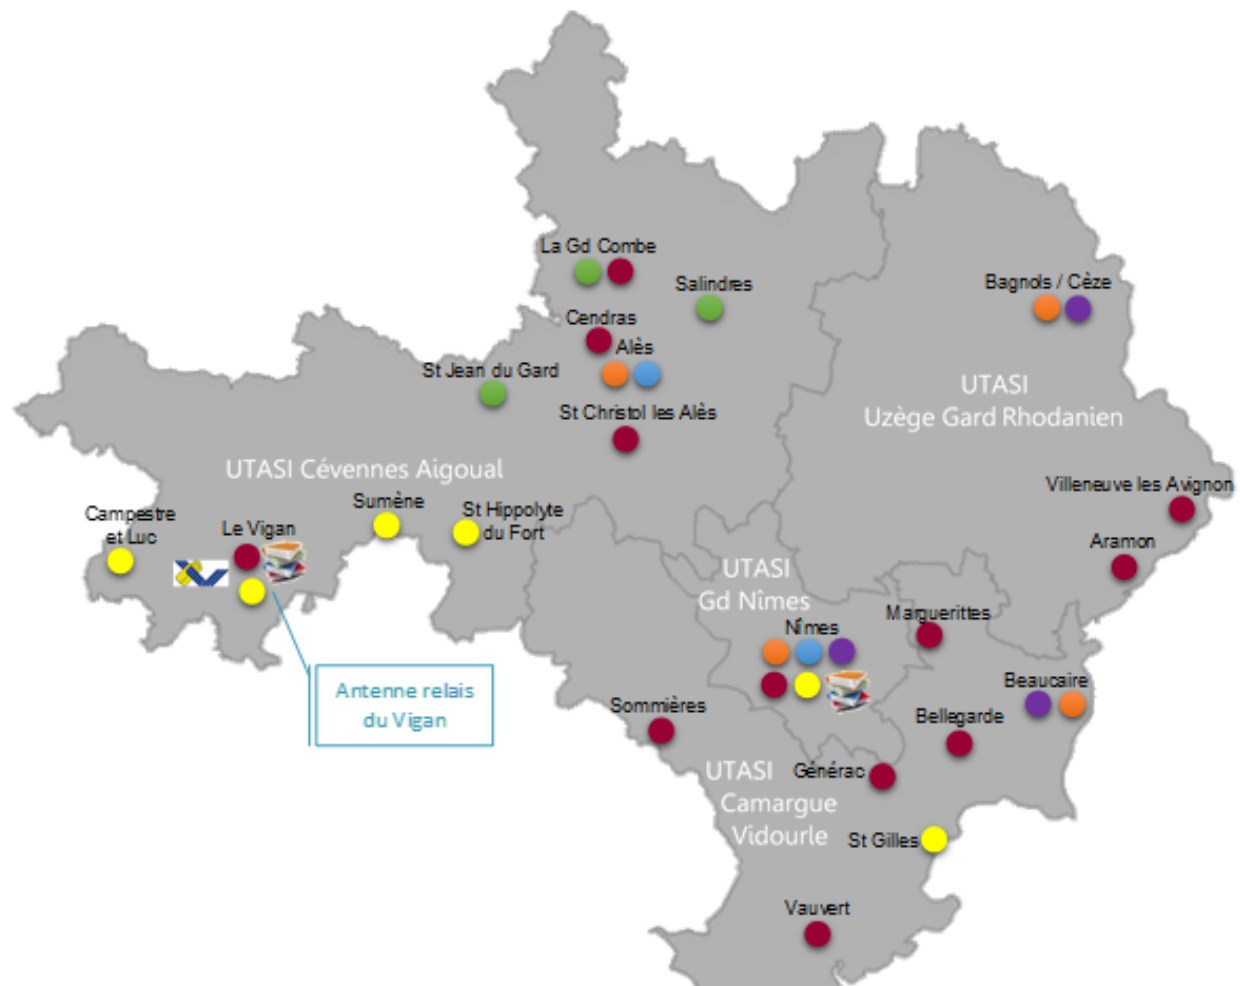 La Gd Combe
Salindres
Bagnols / Cèze
Cendras
Alès
St Jean du Gard
UTASI
Uzège Gard Rhodanien
St Christol les Alès
UTASI Cévennes Aigoual
Villeneuve les Avignon
Sumène
St Hippolyte
du Fort
Campestre
et Luc
Le Vigan
Aramon
UTASI
Gd Nîmes
Marguerittes
Nîmes
Antenne relais
du Vigan
Beaucaire
Sommières
Bellegarde
UTASI
Camargue
Vidourle
Générac
St Gilles
Vauvert